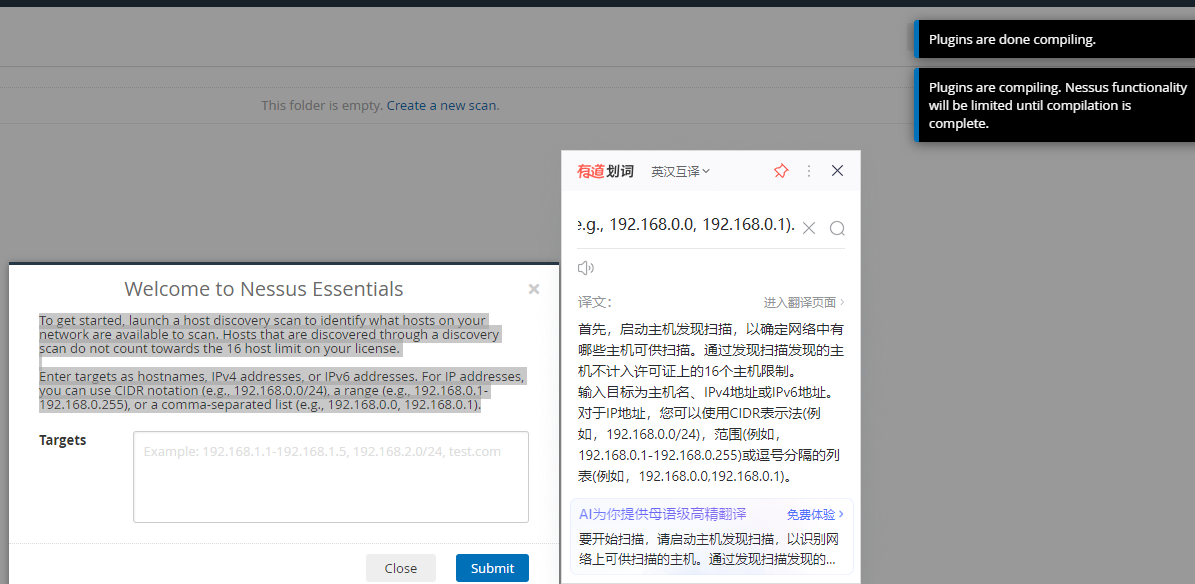 Plugins are done compiling.
Plugins are compiling. Nessus functionality
will be limited until compilation is
complete.
This folder is empty. Create a new scan.
Welcome to Nessus Essentials
To get started, launch a host discovery scan to identify what hosts on your
network are available to scan. Hosts that are discovered through a discovery
scan do not count towards the 16 host limit on your license.
Enter targets as hostnames, IPv4 addresses, or IPv6 addresses. For IP addresses,
you can use CIDR notation (e.g., 192.168.0.0/24), a range (e.g., 192.168.0.1-
192.168.0.255), or a comma-separated list (e.g., 192.168.0.0, 192.168.0.1).
Targets
Example: 192.168.1.1-192.168.1.5, 192.168.2.0/24, test.com
Close
Submit
有道划词
英汉互译
e.g., 192.168.0.0, 192.168.0.1).
译文:
进入翻译页面
首先，启动主机发现扫描，以确定网络中有
哪些主机可供扫描。通过发现扫描发现的主
机不计入许可证上的16个主机限制。
输入目标为主机名、IPv4地址或IPv6地址。
对于IP地址，您可以使用CIDR表示法(例
如，192.168.0.0/24)，范围(例如，
192.168.0.1-192.168.0.255)或逗号分隔的列
表(例如，192.168.0.0,192.168.0.1)。
AI为你提供母语级高精翻译
免费体验
要开始扫描，请启动主机发现扫描，以识别网
络上可供扫描的主机。通过发现扫描发现的...